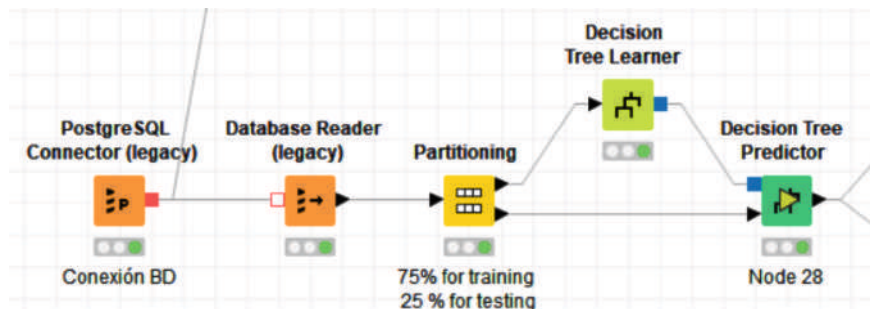 Decision
Tree Learner
PostgreSQL
Connector (legacy)
Database Reader
(legacy)
Partitioning
Decision Tree
Predictor
P
Conexión BD
75% for training
25 % for testing
Node 28